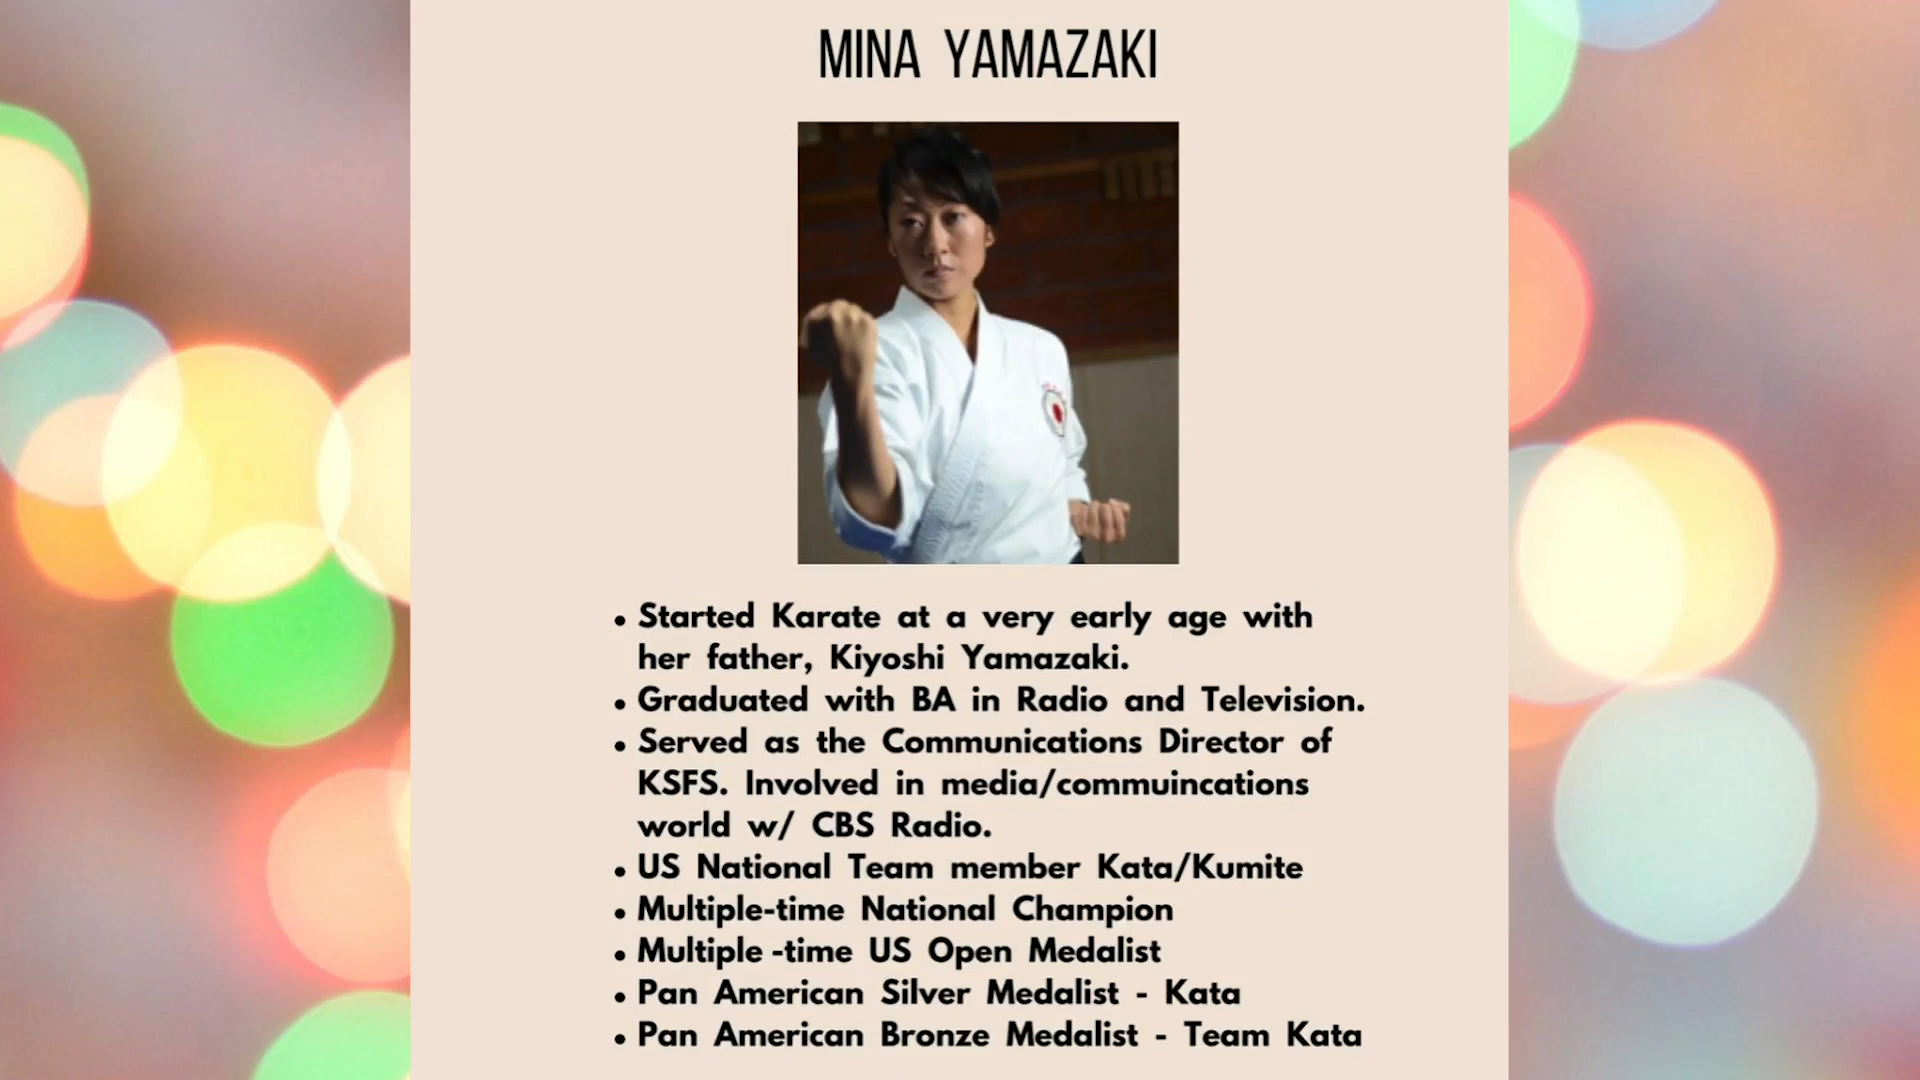 MINA YAMAZAKI
• Started Karate at a very early age with
her father, Kiyoshi Yamazaki.
• Graduated with BA in Radio and Television.
• Served as the Communications Director of
KSFS. Involved in media/commuincations
world w/ CBS Radio.
• US National Team member Kata/Kumite
• Multiple-time National Champion
• Multiple -time US Open Medalist
• Pan American Silver Medalist - Kata
• Pan American Bronze Medalist - Team Kata